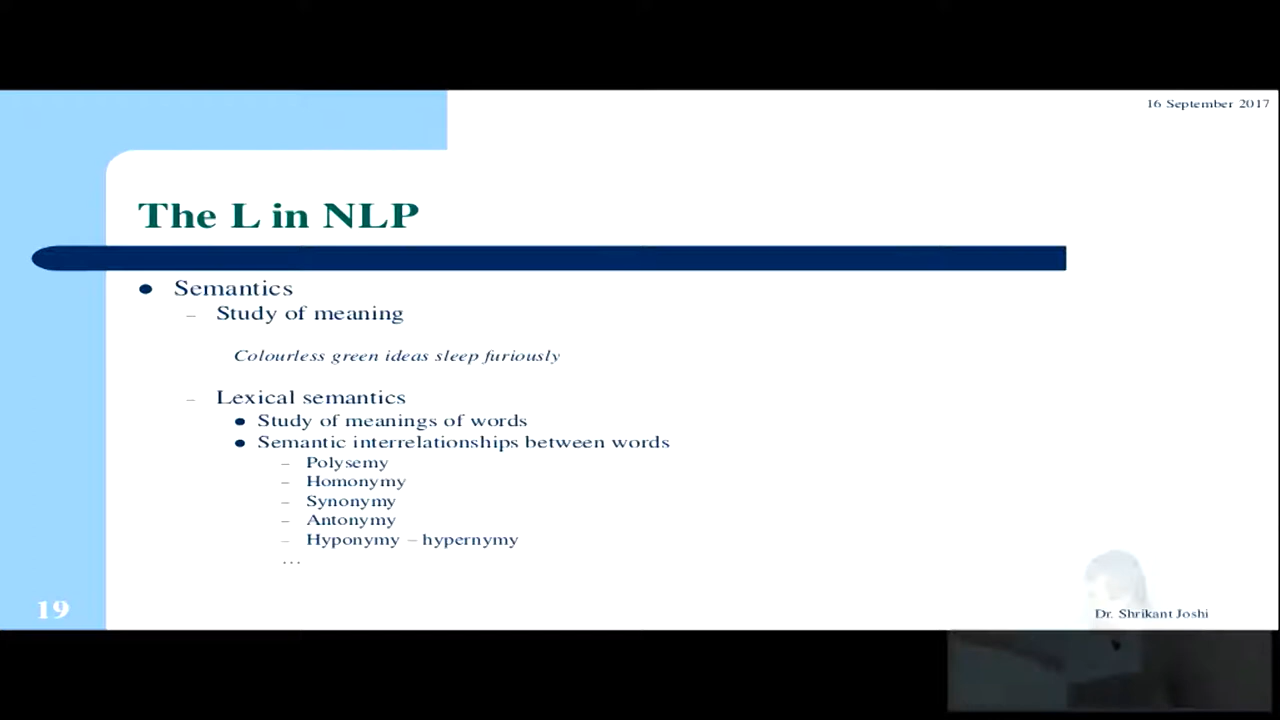 16 September 2017
The L in NLP
● Semantics
– Study of meaning
Colourless green ideas sleep furiously
– Lexical semantics
● Study of meanings of words
● Semantic interrelationships between words
– Polysemy
– Homonymy
– Synonymy
– Antonymy
– Hyponymy – hypernymy
…
19
Dr. Shrikant Joshi